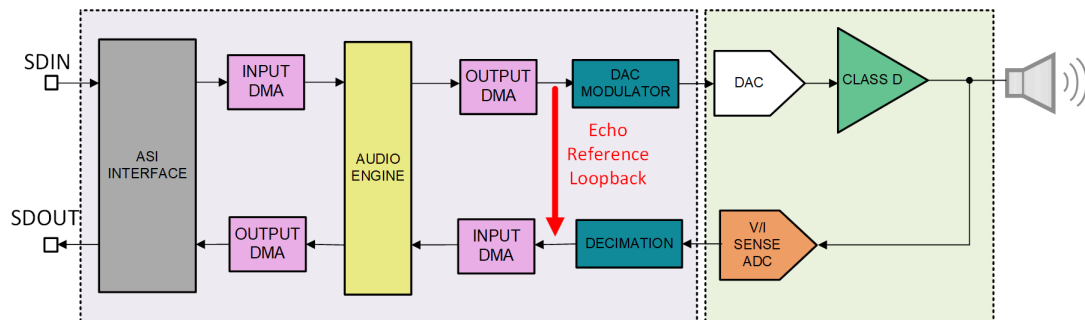 SDIN
ASI
INTERFACE
INPUT
DMA
AUDIO
ENGINE
OUTPUT
DMA
DAC
MODULATOR
DAC
CLASS D
Echo
Reference
Loopback
SDOUT
OUTPUT
DMA
INPUT
DMA
DECIMATION
V/I
SENSE
ADC